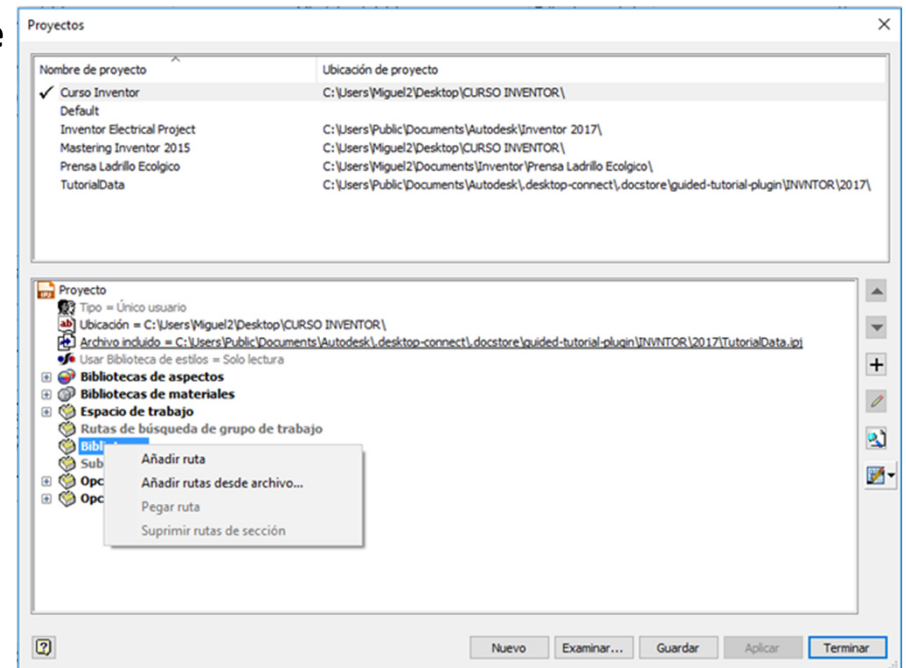 e
Proyectos
Nombre de proyecto Ubicación de proyecto
Curso Inventor C:\Users\Miguel2\Desktop\CURSO INVENTOR\
Default
Inventor Electrical Project C:\Users\Public\Documents\Autodesk\Inventor 2017\
Mastering Inventor 2015 C:\Users\Miguel2\Desktop\CURSO INVENTOR\
Prensa Ladrillo Ecolgico C:\Users\Miguel2\Documents\Inventor\Prensa Ladrillo Ecolgico\
TutorialData C:\Users\Public\Documents\Autodesk\.desktop-connect\.docstore\guided-tutorial-plugin\INVNTOR\2017\
Proyecto
Tipo = Único usuario
Ubicación = C:\Users\Miguel2\Desktop\CURSO INVENTOR\
Archivo incluido = C:\Users\Public\Documents\Autodesk\.desktop-connect\.docstore\guided-tutorial-plugin\INVNTOR\2017\TutorialData.ipj
Usar Biblioteca de estilos = Solo lectura
Bibliotecas de aspectos
Bibliotecas de materiales
Espacio de trabajo
Rutas de búsqueda de grupo de trabajo
Sub
Opc
Opc
Añadir ruta
Añadir rutas desde archivo...
Pegar ruta
Suprimir rutas de sección
Nuevo Examinar... Guardar Aplicar Terminar